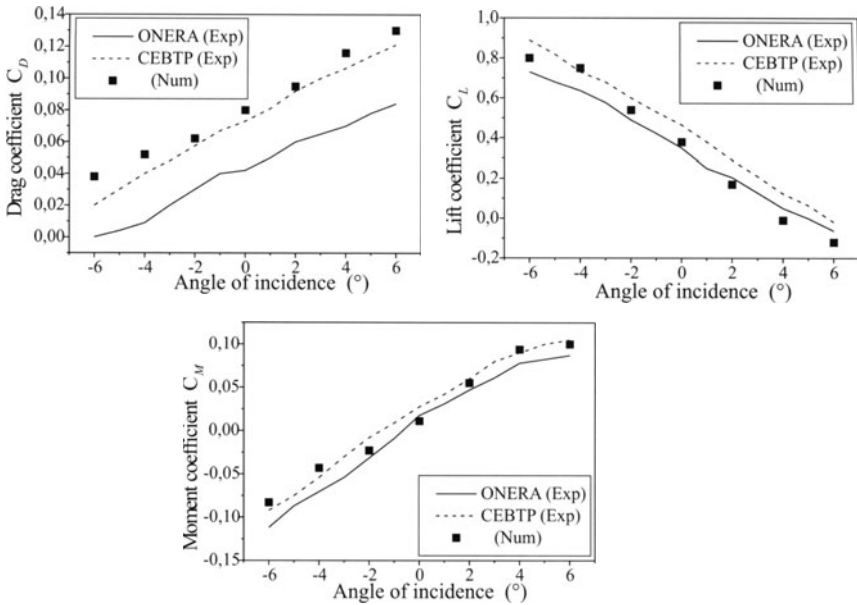 Drag coefficient C_D
0,14
0,12
0,10
0,08
0,06
0,04
0,02
0,00
ONERA (Exp)
CEBTP (Exp)
(Num)
-6 -4 -2 0 2 4 6
Angle of incidence (°)
Lift coefficient C_L
1,0
0,8
0,6
0,4
0,2
0,0
-0,2
ONERA (Exp)
CEBTP (Exp)
(Num)
-6 -4 -2 0 2 4 6
Angle of incidence (°)
Moment coefficient C_M
0,10
0,05
0,00
-0,05
-0,10
-0,15
ONERA (Exp)
CEBTP (Exp)
(Num)
-6 -4 -2 0 2 4 6
Angle of incidence (°)